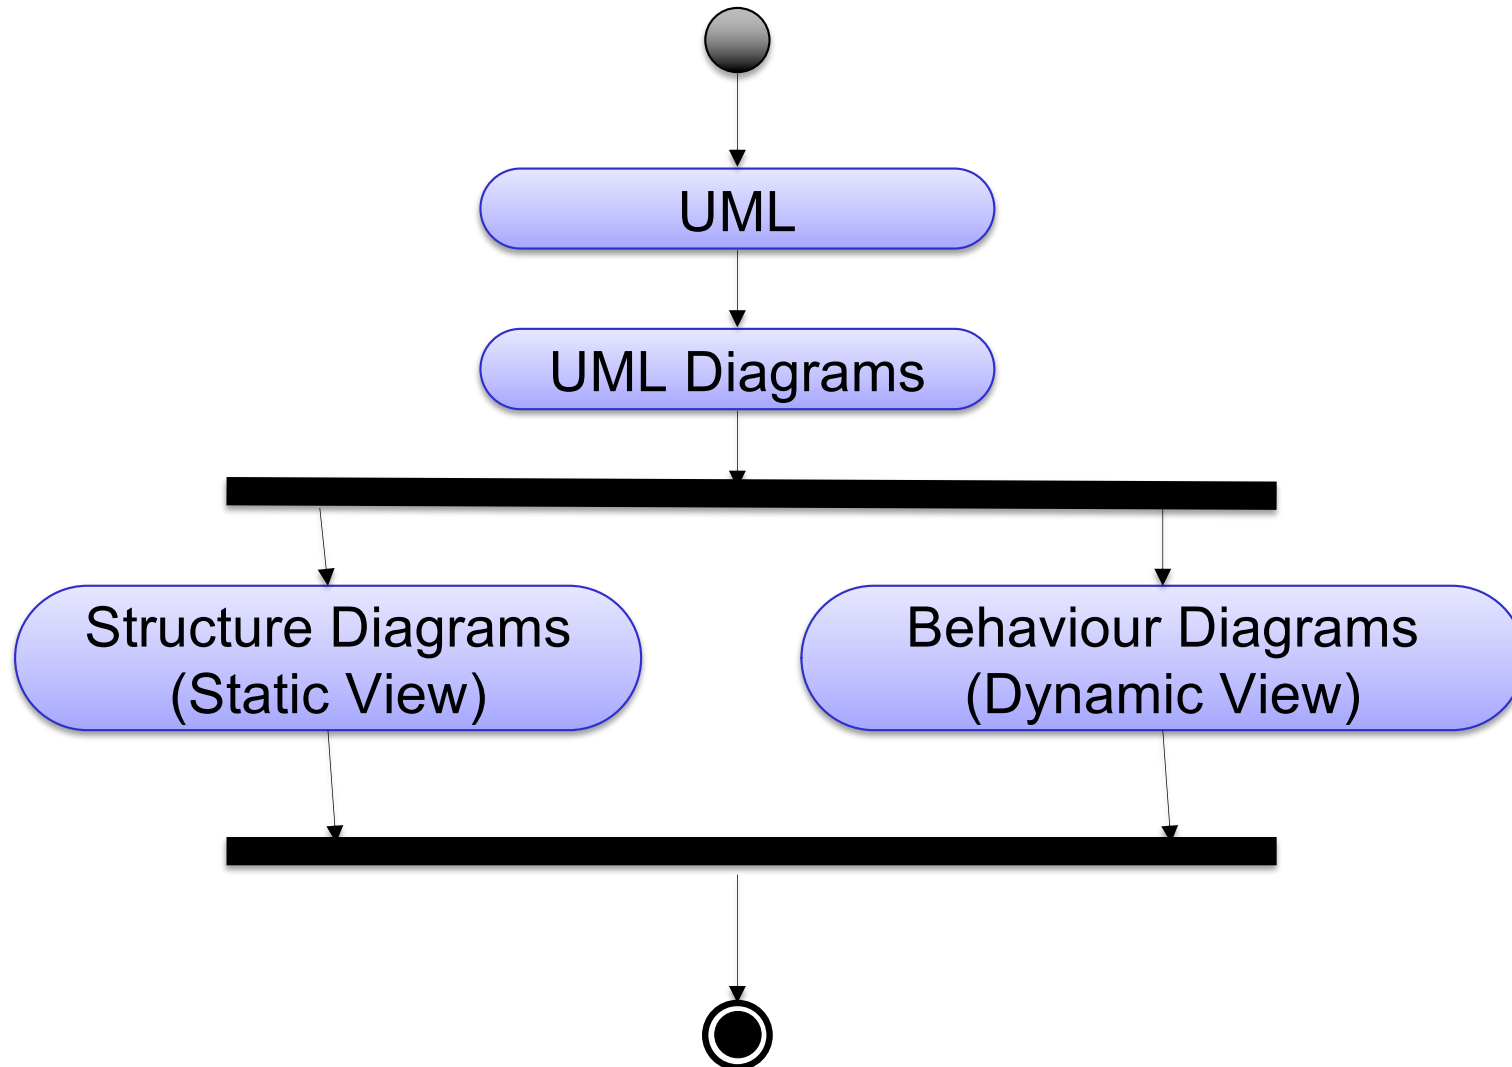 UML
UML Diagrams
Structure Diagrams
(Static View)
Behaviour Diagrams
(Dynamic View)